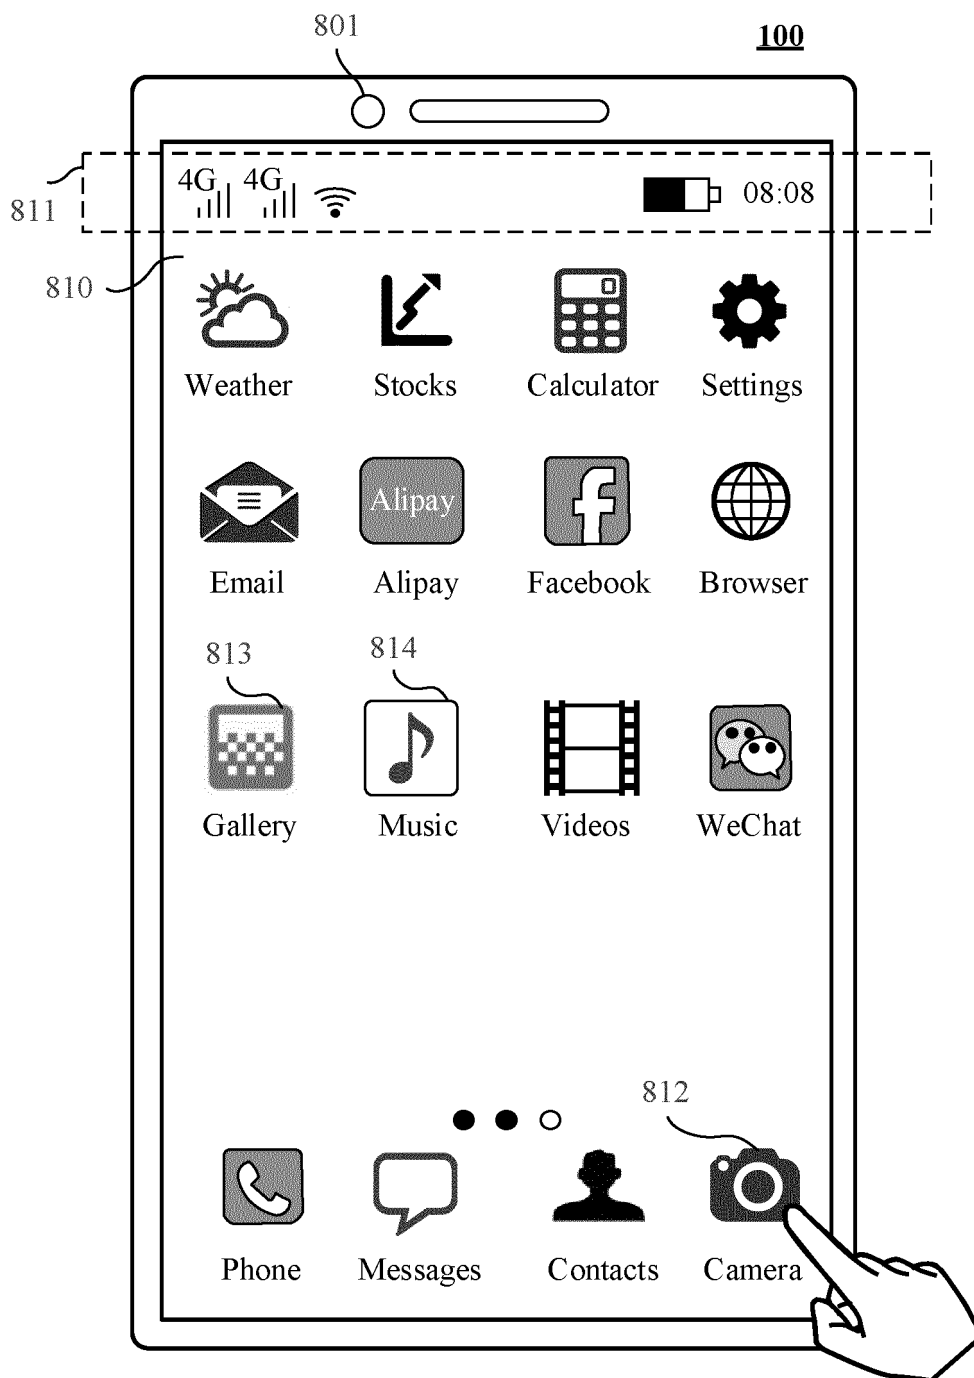 801
100
811
4G 4G 08:08
810
0
Weather Stocks Calculator Settings
Alipay
f
Email Alipay Facebook Browser
813 814
Gallery Music Videos WeChat
812
Phone Messages Contacts Camera